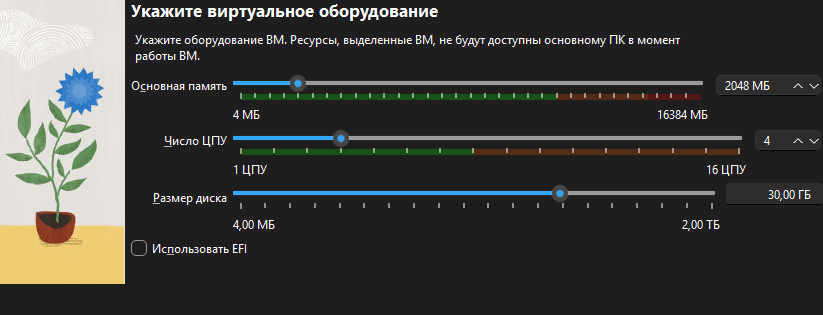 Укажите виртуальное оборудование
Укажите оборудование ВМ. Ресурсы, выделенные ВМ, не будут доступны основному ПК в момент
работы ВМ.
Основная память
2048 МБ
4 МБ
16384 МБ
Число ЦПУ
4
1 ЦПУ
16 ЦПУ
Размер диска
30,00 ГБ
4,00 МБ
2,00 ТБ
Использовать EFI